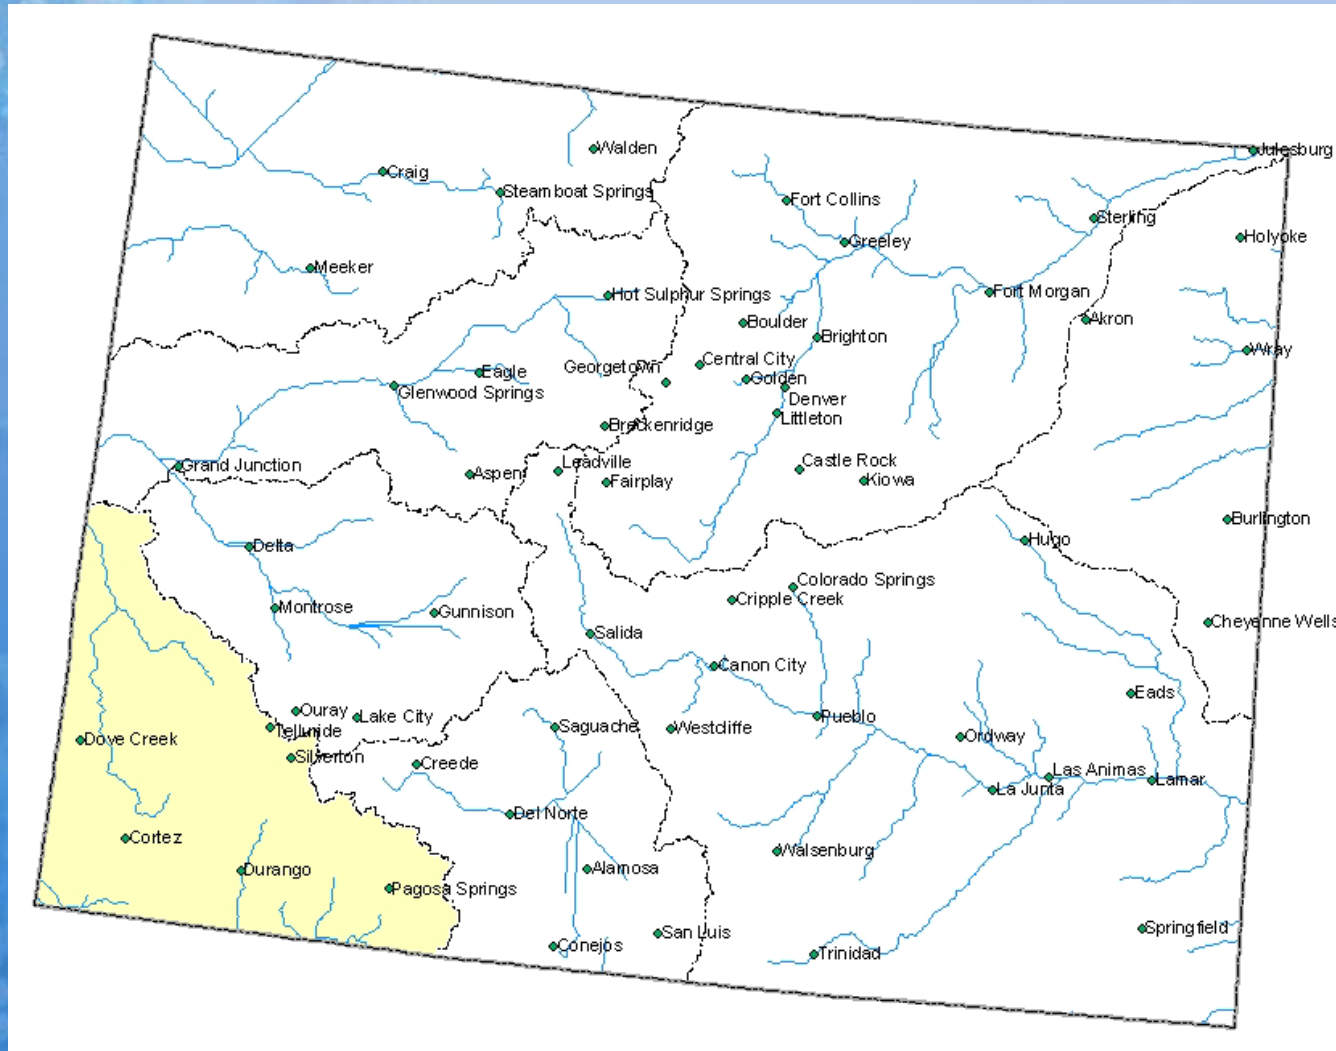 Julesburg
Walden
Craig
Steamboat Springs
Fort Collins
Sterling
Holyoke
Greeley
Meeker
Hot Sulphur Springs
Fort Morgan
Boulder
Akron
Brighton
Wray
Central City
Georgetown
Eagle
Golden
Glenwood Springs
Denver
Littleton
Breckenridge
Grand Junction
Aspen
Leadville
Castle Rock
Fairplay
Kiowa
Burlington
Delta
Hugo
Colorado Springs
Cripple Creek
Montrose
Gunnison
Cheyenne Wells
Salida
Canon City
Eads
Ouray
Lake City
Pueblo
Telluride
Saguache
Westcliffe
Ordway
Dove Creek
Silverton
Creede
Las Animas
Lamar
La Junta
Del Norte
Cortez
Walsenburg
Durango
Alamosa
Pagosa Springs
San Luis
Springfield
Conejos
Trinidad